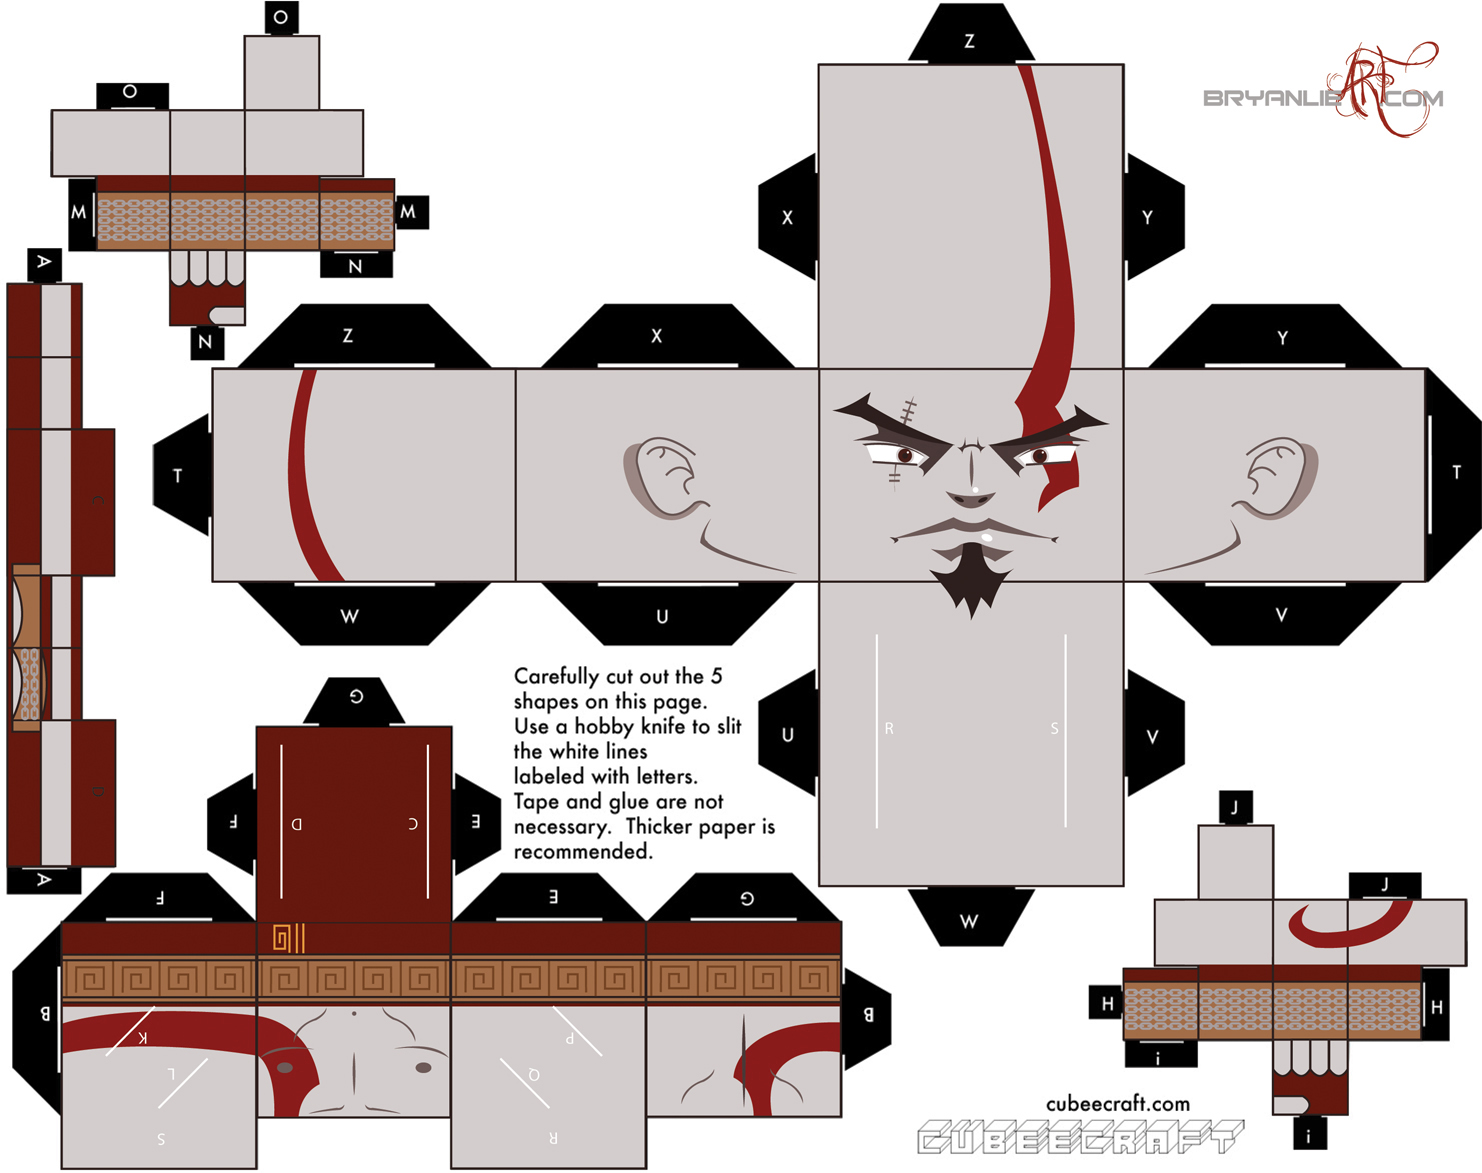 O
Z
BRYANLIEART.COM
O
X
Y
M
M
N
A
N
Z
X
Y
T
T
C
W
U
V
Carefully cut out the 5
shapes on this page.
Use a hobby knife to slit
the white lines
labeled with letters.
Tape and glue are not
necessary. Thicker paper is
recommended.
G
U
R
S
V
D
F
D
C
E
J
A
F
E
G
J
W
B
B
H
H
K
P
L
Q
i
S
R
cubeecraft.com
CUBEECRAFT
i